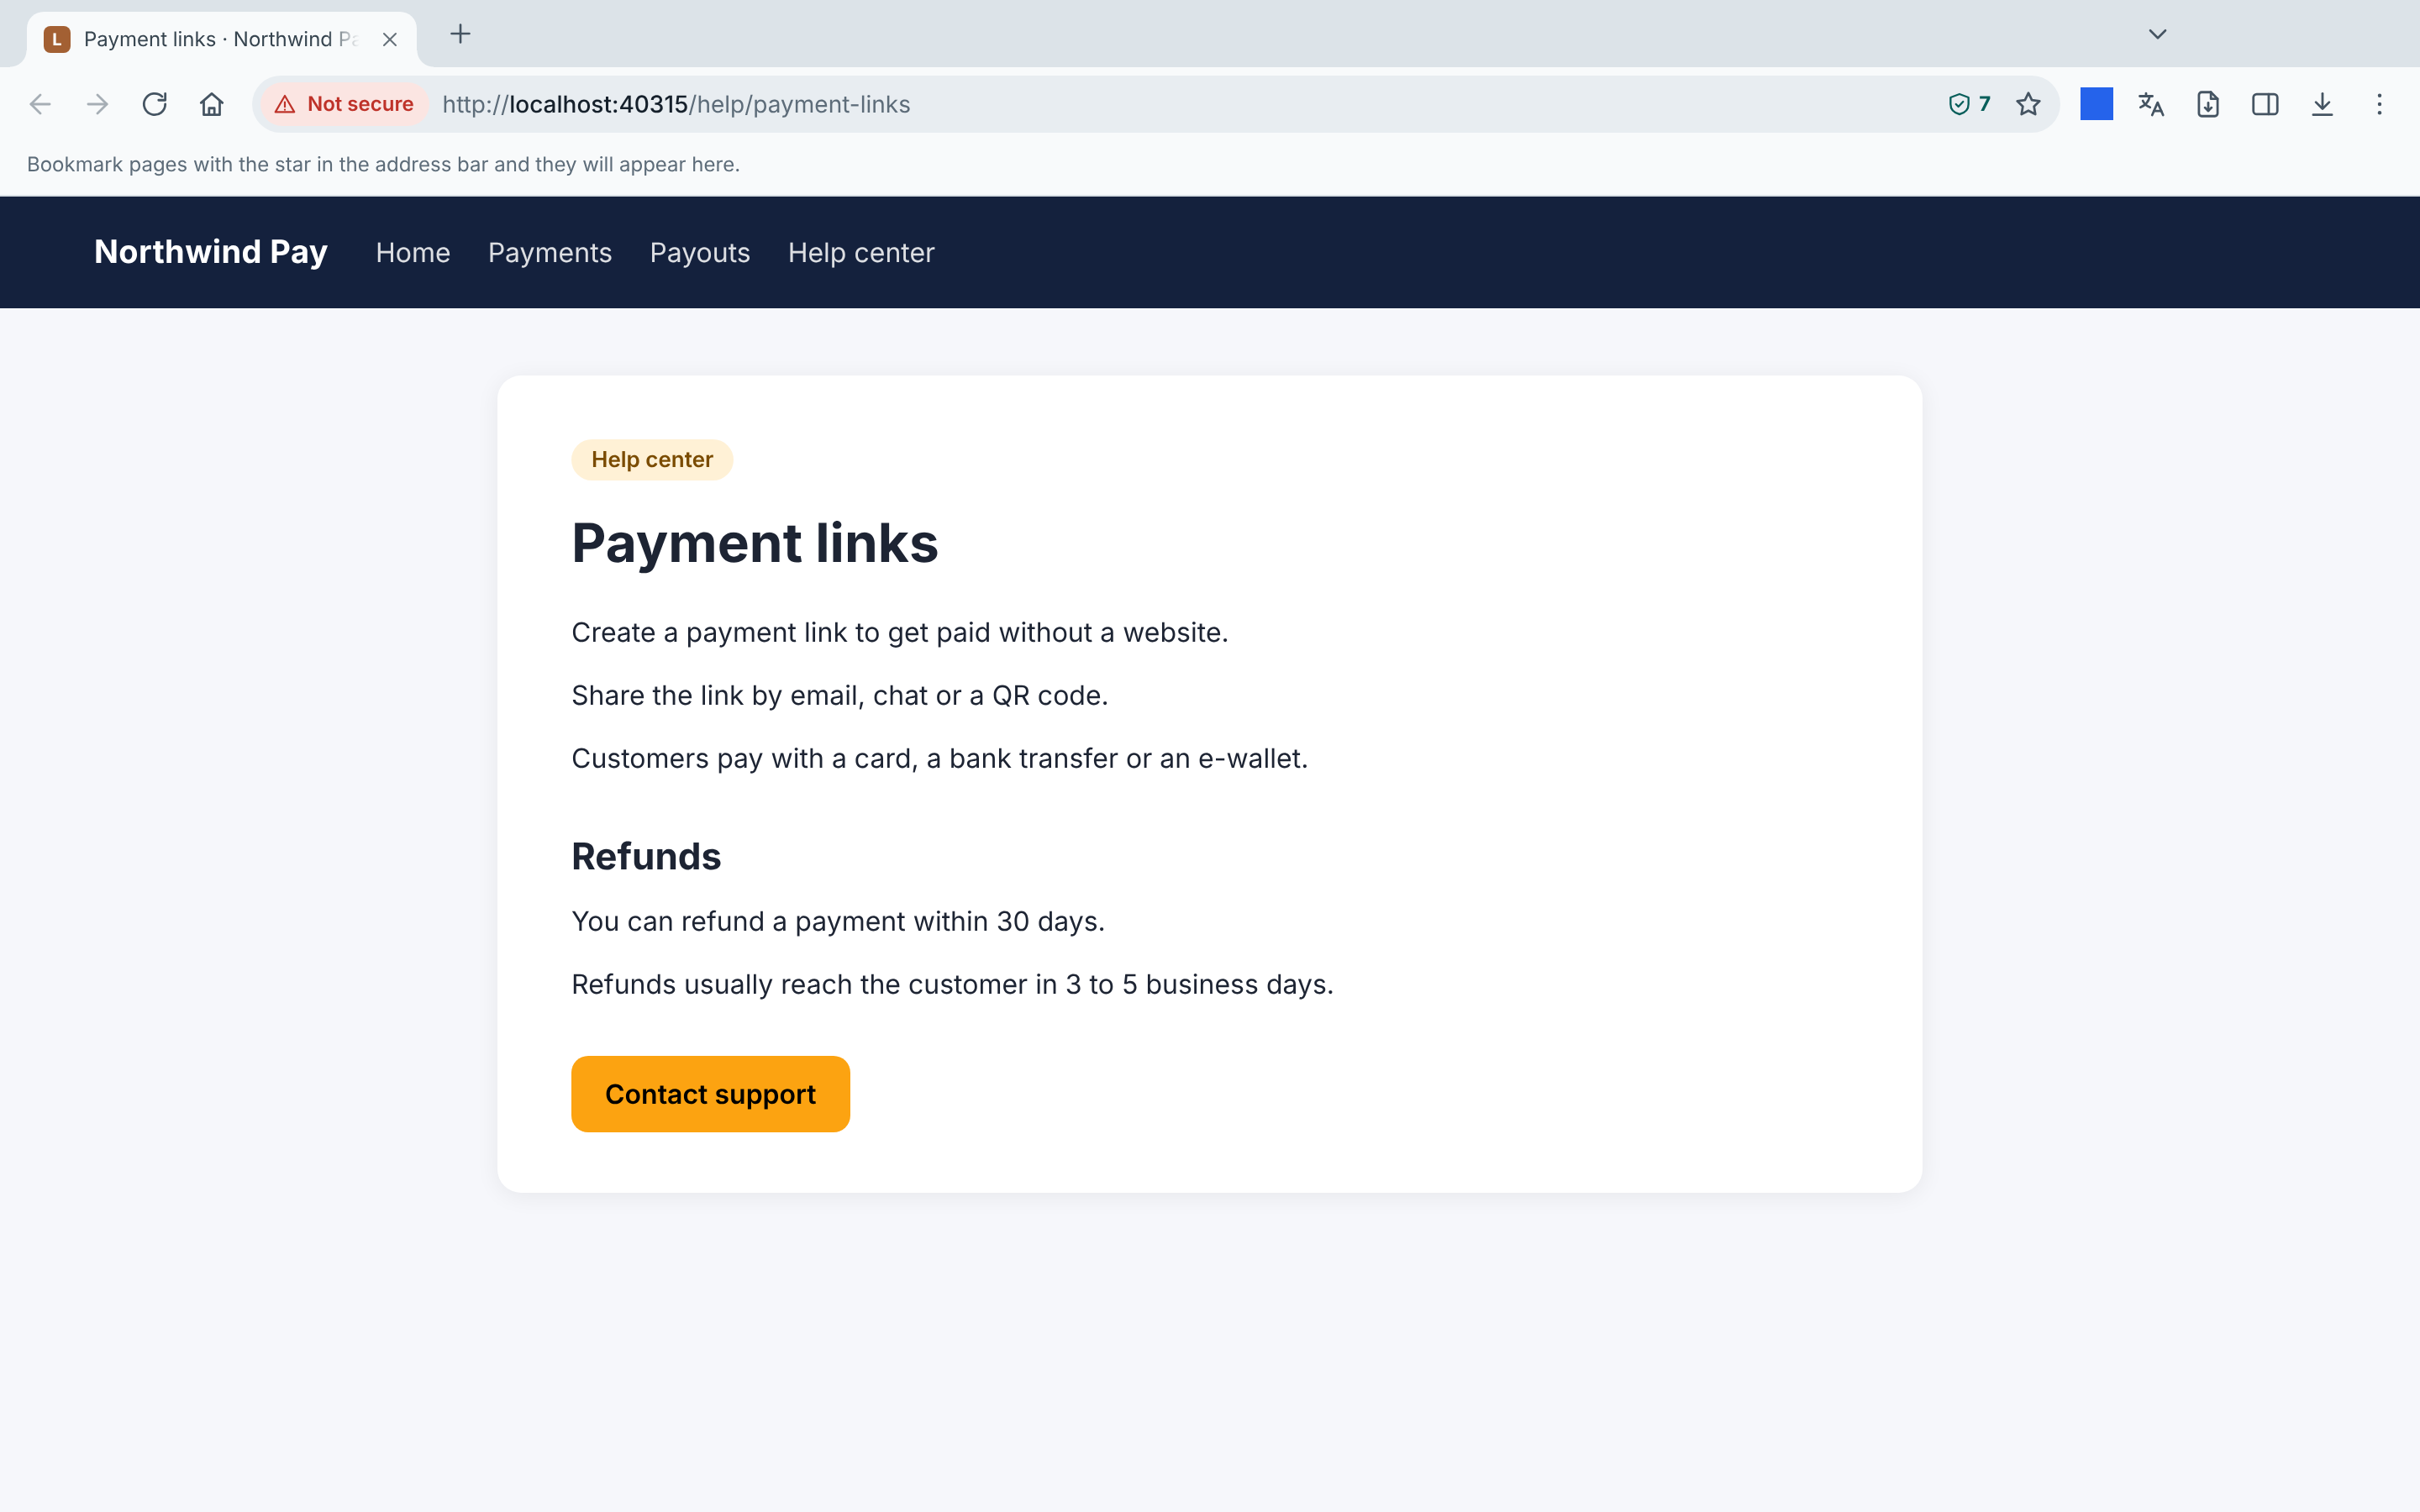 L Payment links · Northwind Pa
Not secure http://localhost:40315/help/payment-links 7
Bookmark pages with the star in the address bar and they will appear here.
Northwind Pay Home Payments Payouts Help center
Help center
Payment links
Create a payment link to get paid without a website.
Share the link by email, chat or a QR code.
Customers pay with a card, a bank transfer or an e-wallet.
Refunds
You can refund a payment within 30 days.
Refunds usually reach the customer in 3 to 5 business days.
Contact support